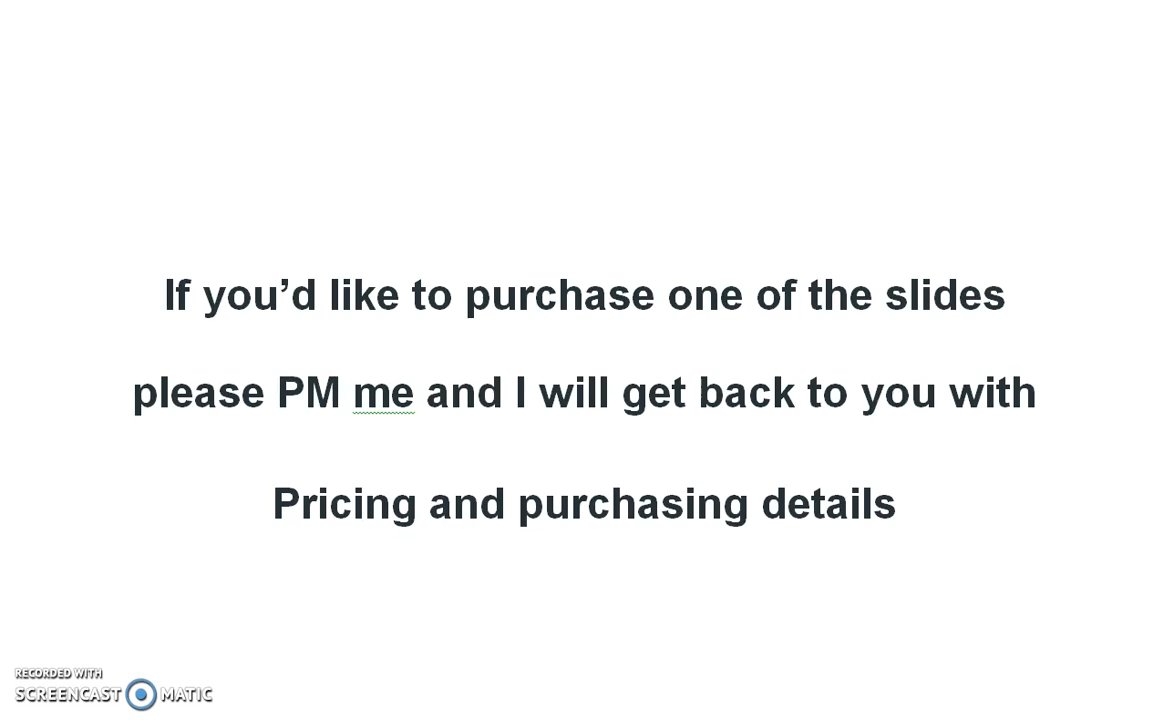 If you’d like to purchase one of the slides
please PM me and I will get back to you with
Pricing and purchasing details
RECORDED WITH
SCREENCAST MATIC